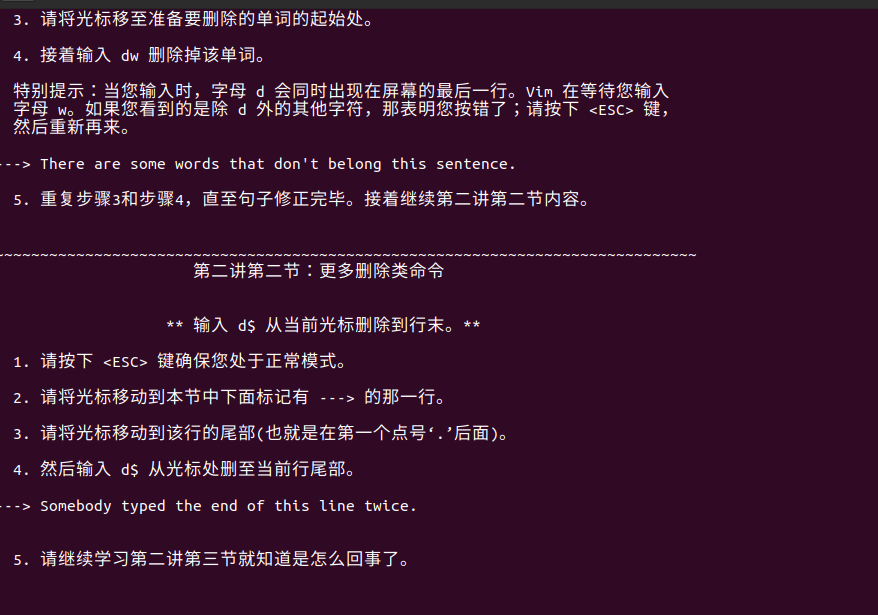 3. 请将光标移至准备要删除的单词的起始处。
4. 接着输入 dw 删除掉该单词。
特别提示：当您输入时，字母 d 会同时出现在屏幕的最后一行。Vim 在等待您输入
字母 w。如果您看到的是除 d 外的其他字符，那表明您按错了；请按下 <ESC> 键，
然后重新再来。
---> There are some words that don't belong this sentence.
5. 重复步骤3和步骤4，直至句子修正完毕。接着继续第二讲第二节内容。
~~~~~~~~~~~~~~~~~~~~~~~~~~~~~~~~~~~~~~~~~~~~~~~~~~~~~~~~~~~~~~~~~~~~~~~~~~~~~~
第二讲第二节：更多删除类命令
** 输入 d$ 从当前光标删除到行末。**
1. 请按下 <ESC> 键确保您处于正常模式。
2. 请将光标移动到本节中下面标记有 ---> 的那一行。
3. 请将光标移动到该行的尾部(也就是在第一个点号‘.’后面)。
4. 然后输入 d$ 从光标处删至当前行尾部。
---> Somebody typed the end of this line twice.
5. 请继续学习第二讲第三节就知道是怎么回事了。